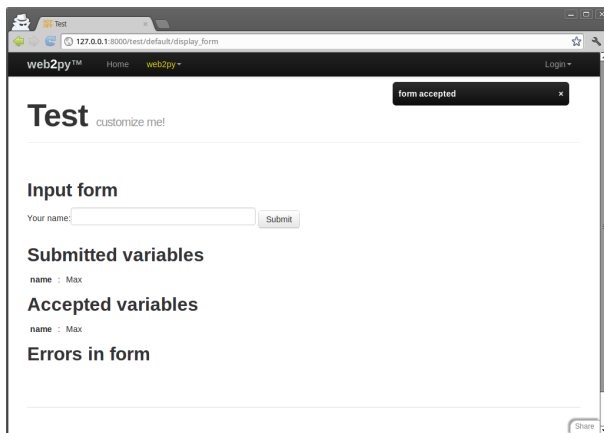 Test
127.0.0.1:8000/test/default/display_form
web2py™ Home web2py Login
form accepted ×
Test customize me!
Input form
Your name: Submit
Submitted variables
name : Max
Accepted variables
name : Max
Errors in form
Share